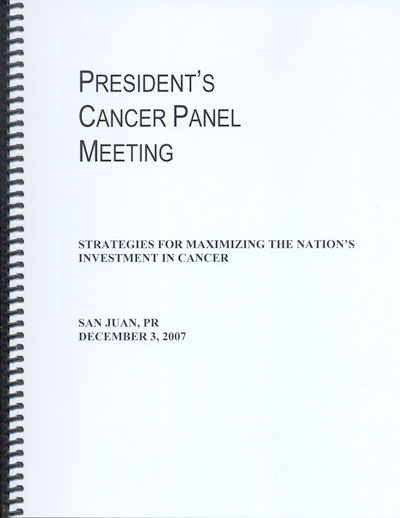 PRESIDENT'S
CANCER PANEL
MEETING
STRATEGIES FOR MAXIMIZING THE NATION'S
INVESTMENT IN CANCER
SAN JUAN, PR
DECEMBER 3, 2007